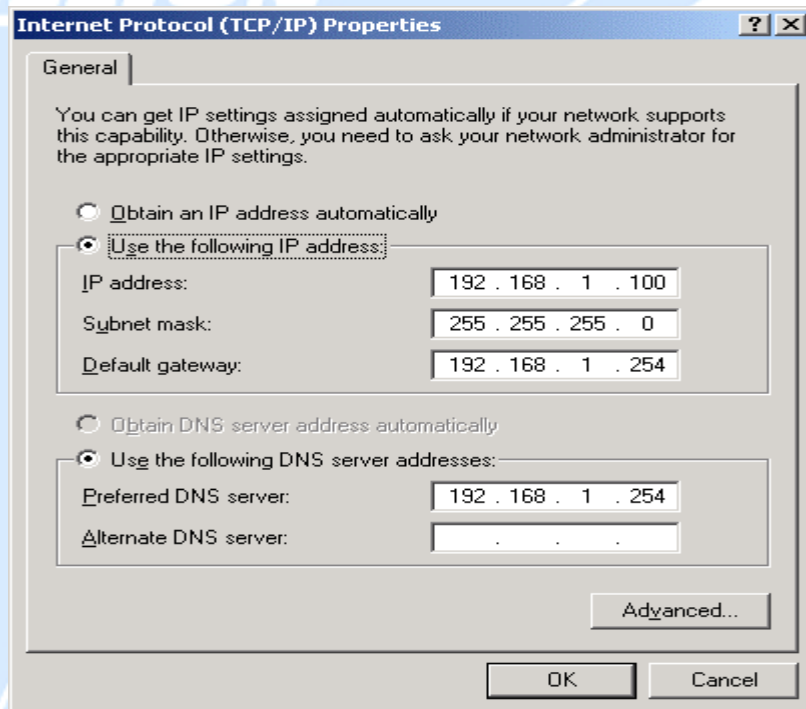 Internet Protocol (TCP/IP) Properties
General
You can get IP settings assigned automatically if your network supports
this capability. Otherwise, you need to ask your network administrator for
the appropriate IP settings.
Obtain an IP address automatically
Use the following IP address:
IP address: 192 . 168 . 1 . 100
Subnet mask: 255 . 255 . 255 . 0
Default gateway: 192 . 168 . 1 . 254
Obtain DNS server address automatically
Use the following DNS server addresses:
Preferred DNS server: 192 . 168 . 1 . 254
Alternate DNS server: . . .
Advanced...
OK Cancel